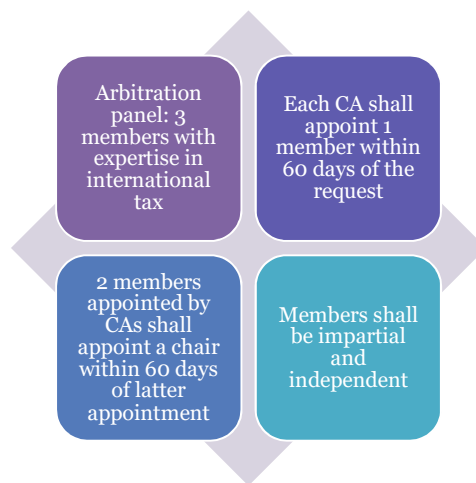 Arbitration
panel: 3
members with
expertise in
international
tax
Each CA shall
appoint 1
member within
60 days of the
request
2 members
appointed by
CAs shall
appoint a chair
within 60 days
of latter
appointment
Members shall
be impartial
and
independent